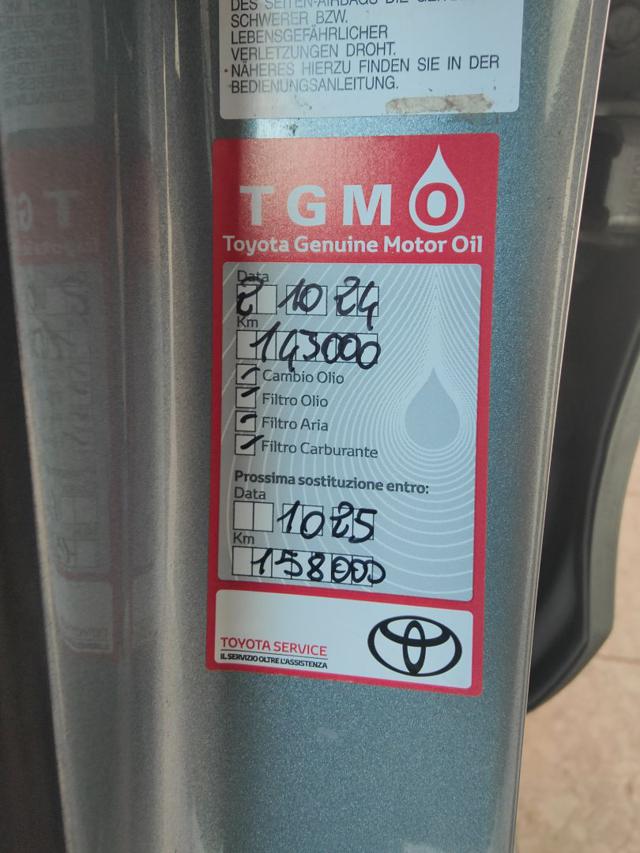 DES SEITEN-AIRBAGS DIE
SCHWERER BZW.
LEBENSGEFÄHRLICHER
VERLETZUNGEN DROHT.
• NÄHERES HIERZU FINDEN SIE IN DER
BEDIENUNGSANLEITUNG.
TGMO
Toyota Genuine Motor Oil
Data
2 10 24
Km
143000
Cambio Olio
Filtro Olio
Filtro Aria
Filtro Carburante
Prossima sostituzione entro:
Data
10 25
Km
158000
TOYOTA SERVICE
IL SERVIZIO OLTRE L'ASSISTENZA